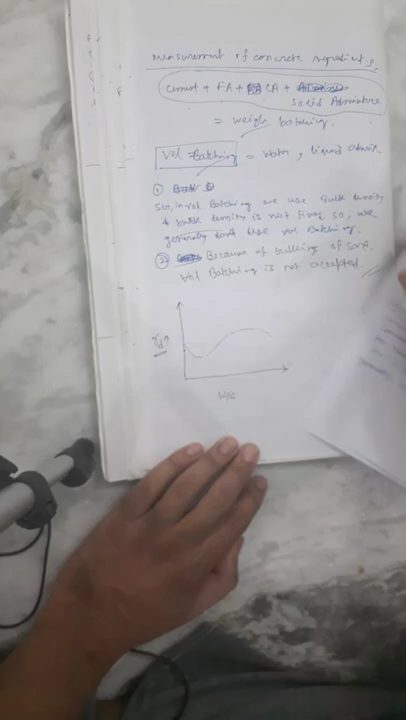 Measurement of concrete ingredients.
Cement + F.A + CA +
Solid Admixture
= weigh batching.
Vol Batching = water, liquid admix
①
Sin, in vol Batching we use Bulk density
& bulk density is not fixed, so, we
generally don't use vol Batching.
② Because of bulking of sand.
Vol Batching is not accepted.
γd
W/C